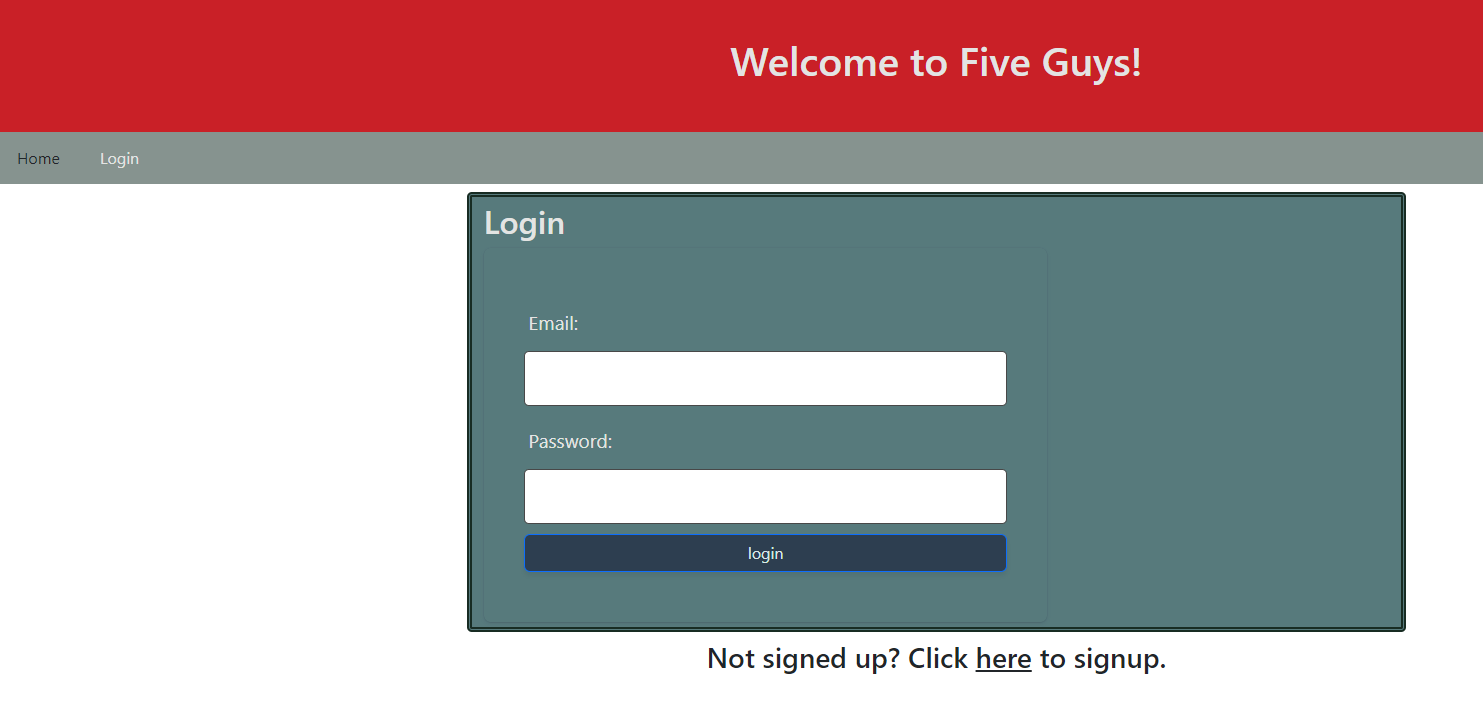 Welcome to Five Guys!
Home Login
Login
Email:
Password:
login
Not signed up? Click here to signup.